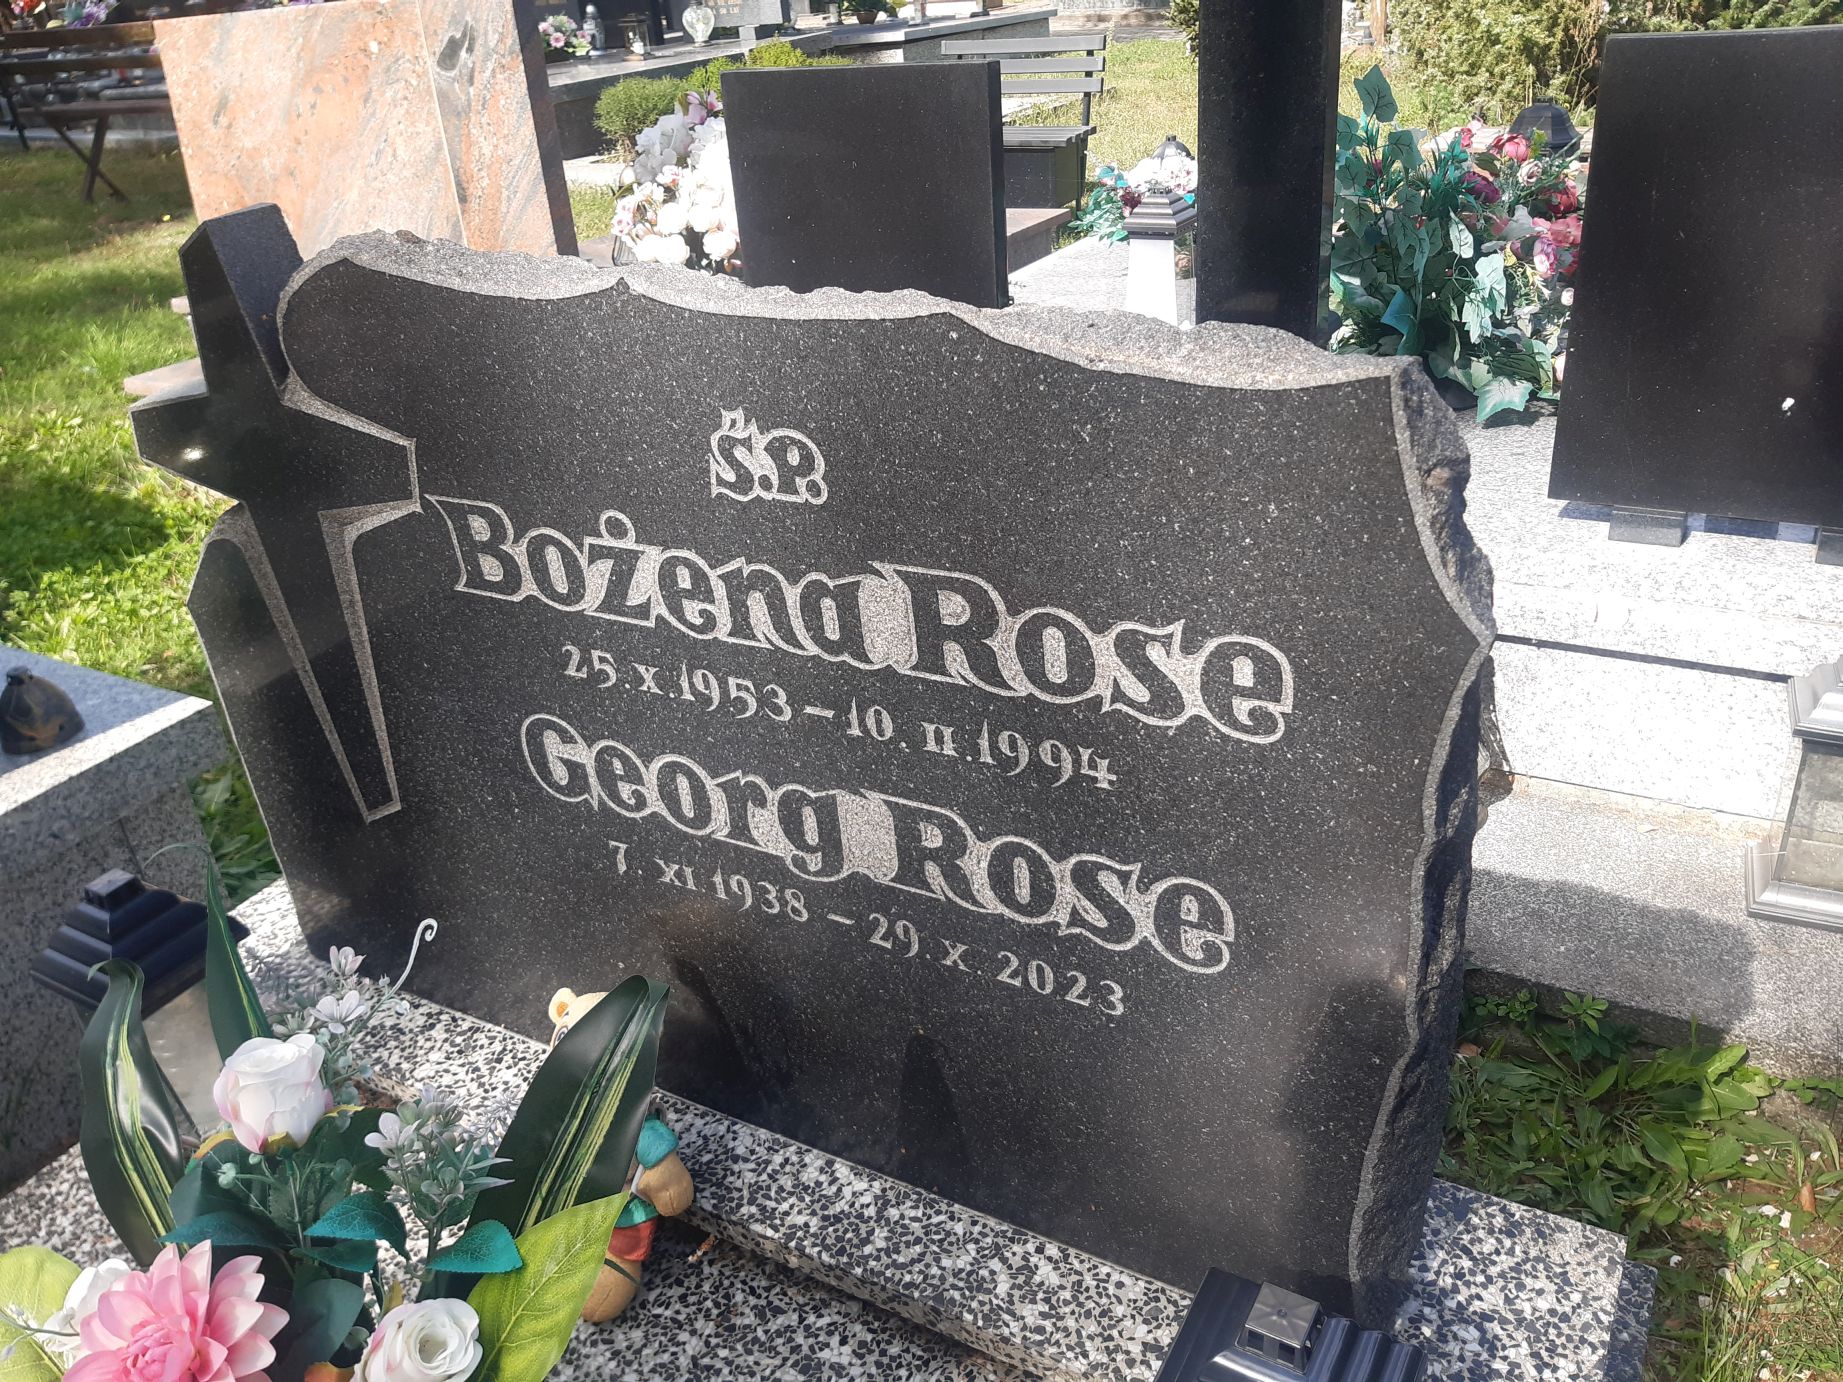 Ś.P.
Bożena Rose
25.X.1953 – 10.II.1994
Georg Rose
7.XI.1938 – 29.X.2023